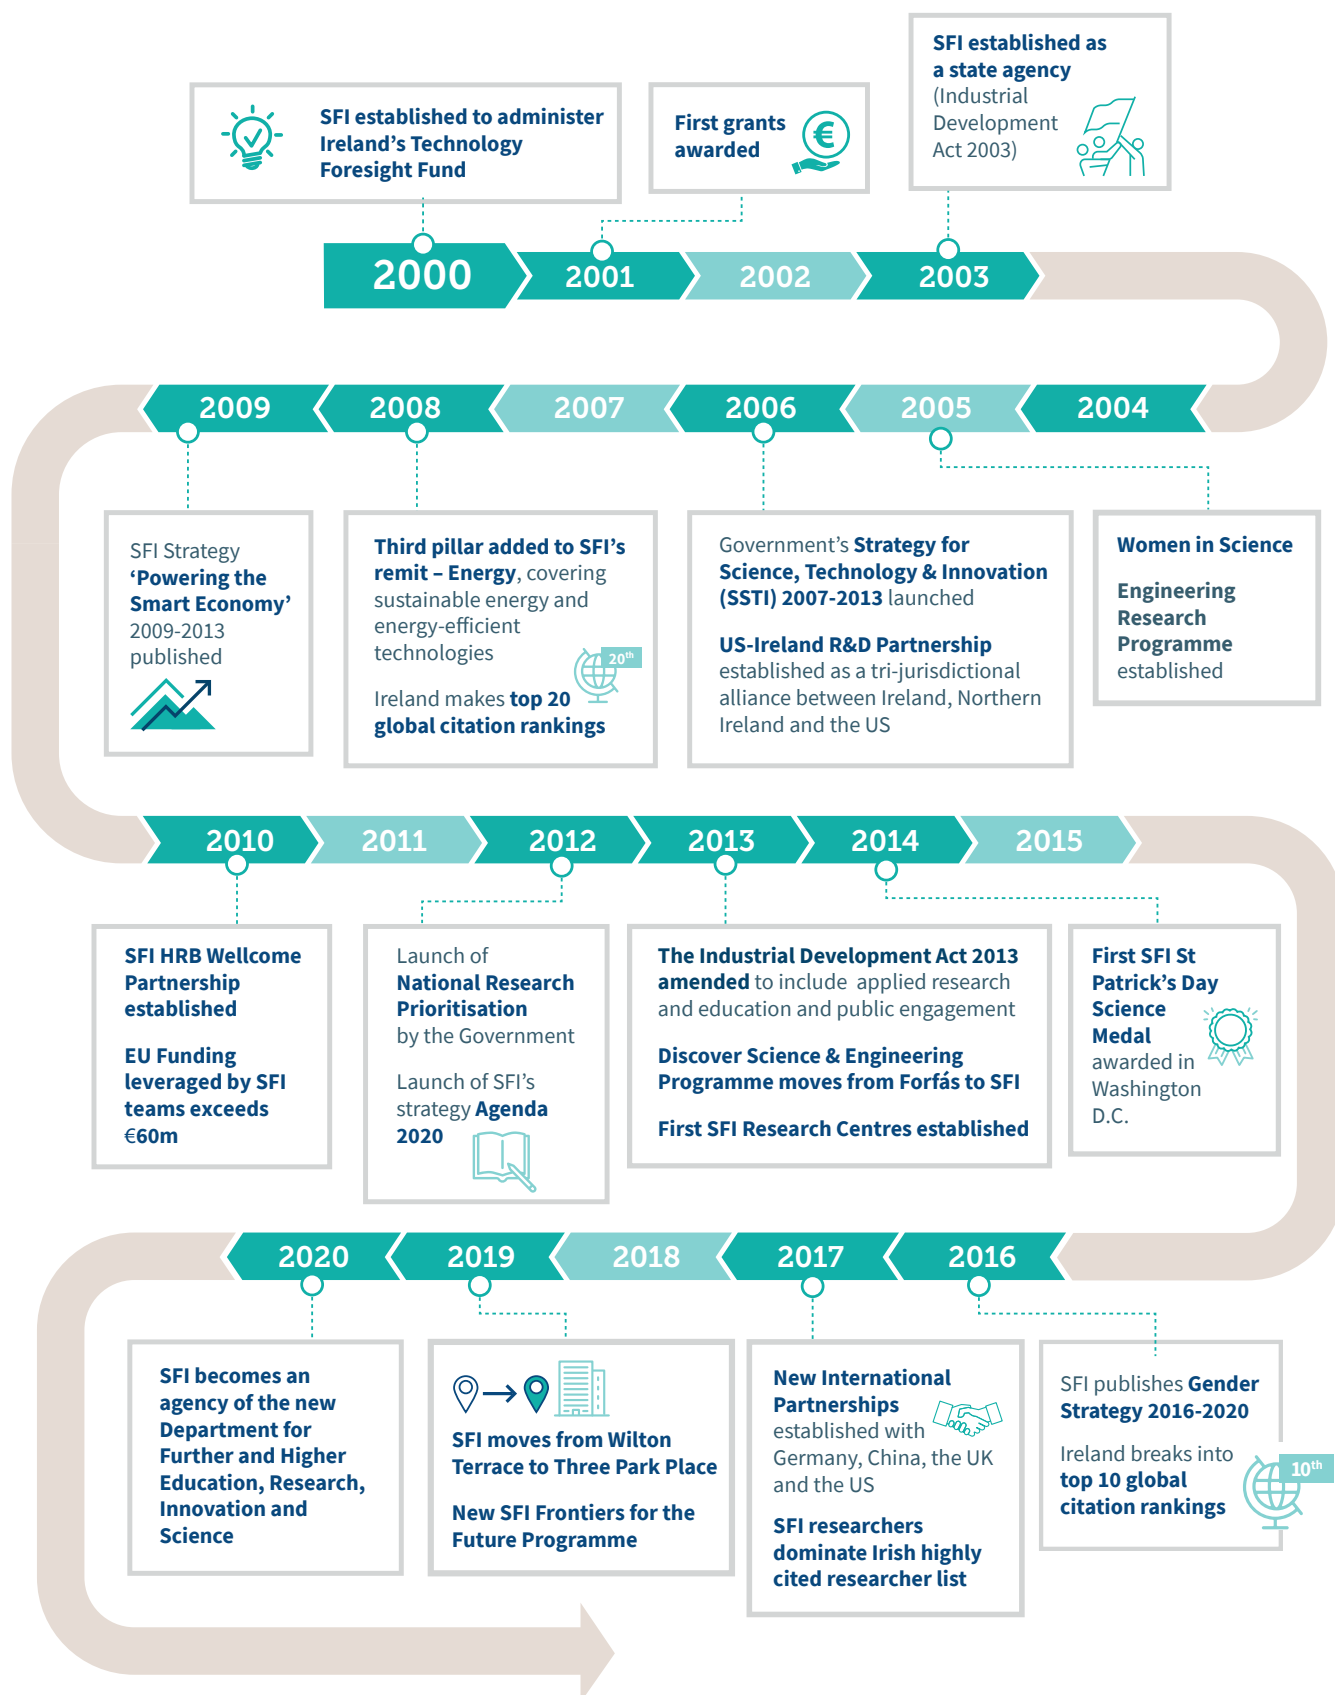 SFI established to administer
Ireland's Technology
Foresight Fund
First grants
awarded
€
SFI established as
a state agency
(Industrial
Development
Act 2003)
2000
2001
2002
2003
2009
2008
2007
2006
2005
2004
SFI Strategy
‘Powering the
Smart Economy’
2009-2013
published
Third pillar added to SFI’s
remit – Energy, covering
sustainable energy and
energy-efficient
technologies
20th
Ireland makes top 20
global citation rankings
Government’s Strategy for
Science, Technology & Innovation
(SSTI) 2007-2013 launched
US-Ireland R&D Partnership
established as a tri-jurisdictional
alliance between Ireland, Northern
Ireland and the US
Women in Science
Engineering
Research
Programme
established
2010
2011
2012
2013
2014
2015
SFI HRB Wellcome
Partnership
established
EU Funding
leveraged by SFI
teams exceeds
€60m
Launch of
National Research
Prioritisation
by the Government
Launch of SFI’s
strategy Agenda
2020
The Industrial Development Act 2013
amended to include applied research
and education and public engagement
Discover Science & Engineering
Programme moves from Forfás to SFI
First SFI Research Centres established
First SFI St
Patrick’s Day
Science
Medal
awarded in
Washington
D.C.
2020
2019
2018
2017
2016
SFI becomes an
agency of the new
Department for
Further and Higher
Education, Research,
Innovation and
Science
SFI moves from Wilton
Terrace to Three Park Place
New SFI Frontiers for the
Future Programme
New International
Partnerships
established with
Germany, China, the UK
and the US
SFI researchers
dominate Irish highly
cited researcher list
SFI publishes Gender
Strategy 2016-2020
Ireland breaks into
top 10 global
citation rankings
10th